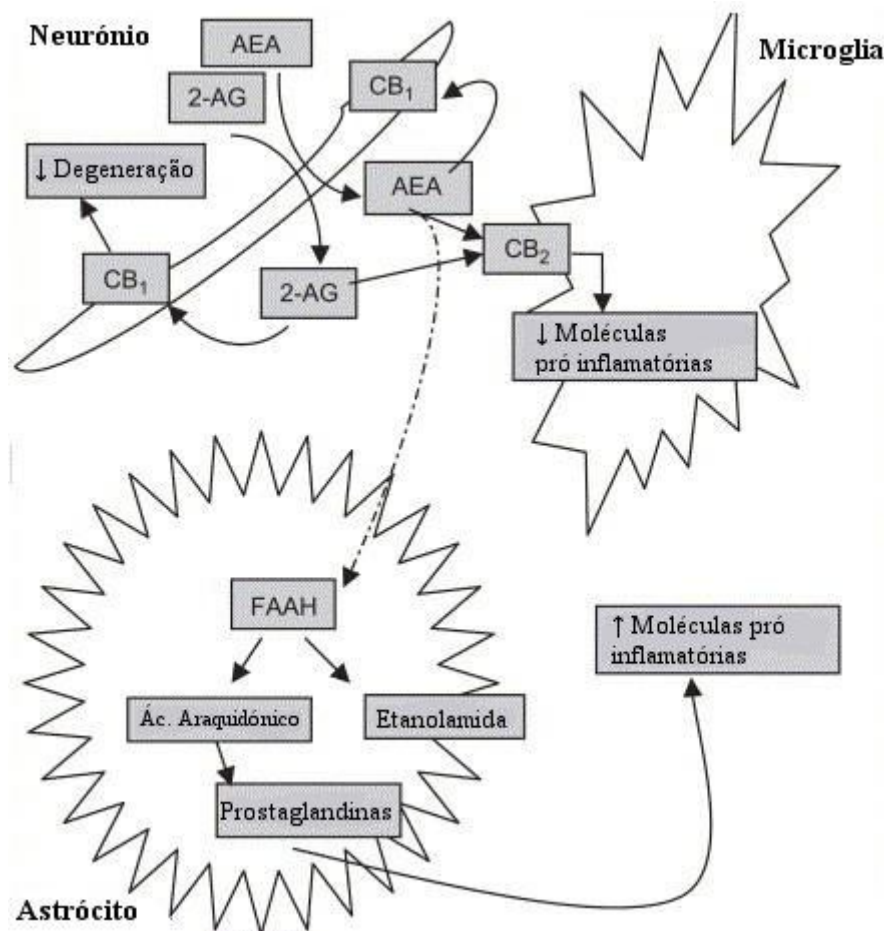 Neurónio
AEA
2-AG
CB₁
Microglia
↓ Degeneração
AEA
CB₁
2-AG
CB₂
↓ Moléculas
pró inflamatórias
FAAH
↑ Moléculas pró
inflamatórias
Ác. Araquidónico
Etanolamida
Prostaglandinas
Astrócito